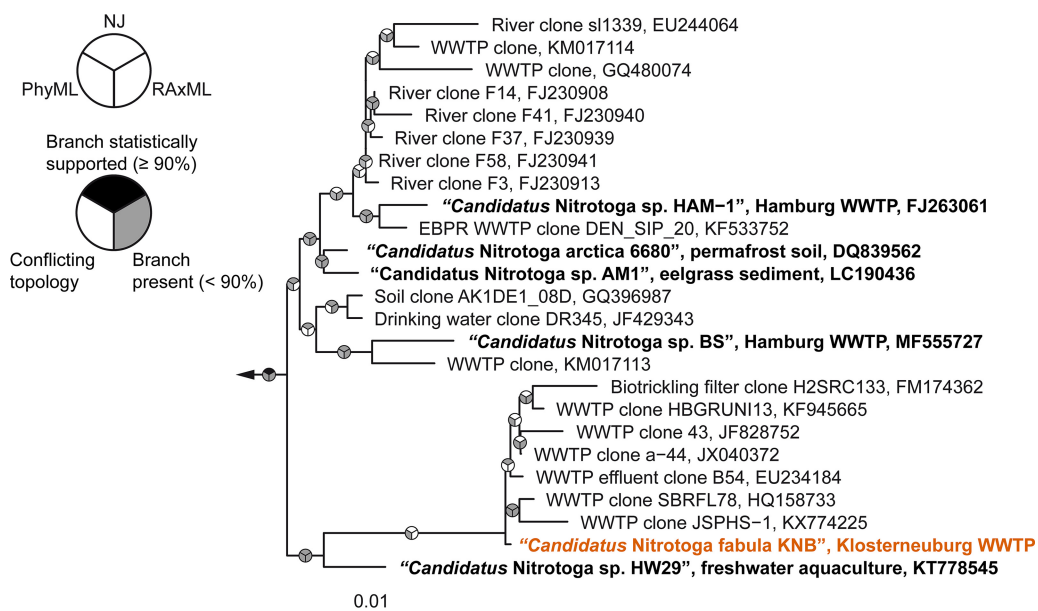 NJ
PhyML
RAxML
Branch statistically
supported (≥ 90%)
Conflicting
topology
Branch
present (< 90%)
River clone sl1339, EU244064
WWTP clone, KM017114
WWTP clone, GQ480074
River clone F14, FJ230908
River clone F41, FJ230940
River clone F37, FJ230939
River clone F58, FJ230941
River clone F3, FJ230913
“Candidatus Nitrotoga sp. HAM−1”, Hamburg WWTP, FJ263061
EBPR WWTP clone DEN_SIP_20, KF533752
“Candidatus Nitrotoga arctica 6680”, permafrost soil, DQ839562
“Candidatus Nitrotoga sp. AM1”, eelgrass sediment, LC190436
Soil clone AK1DE1_08D, GQ396987
Drinking water clone DR345, JF429343
“Candidatus Nitrotoga sp. BS”, Hamburg WWTP, MF555727
WWTP clone, KM017113
Biotrickling filter clone H2SRC133, FM174362
WWTP clone HBGRUNI13, KF945665
WWTP clone 43, JF828752
WWTP clone a−44, JX040372
WWTP effluent clone B54, EU234184
WWTP clone SBRFL78, HQ158733
WWTP clone JSPHS−1, KX774225
“Candidatus Nitrotoga fabula KNB”, Klosterneuburg WWTP
“Candidatus Nitrotoga sp. HW29”, freshwater aquaculture, KT778545
0.01